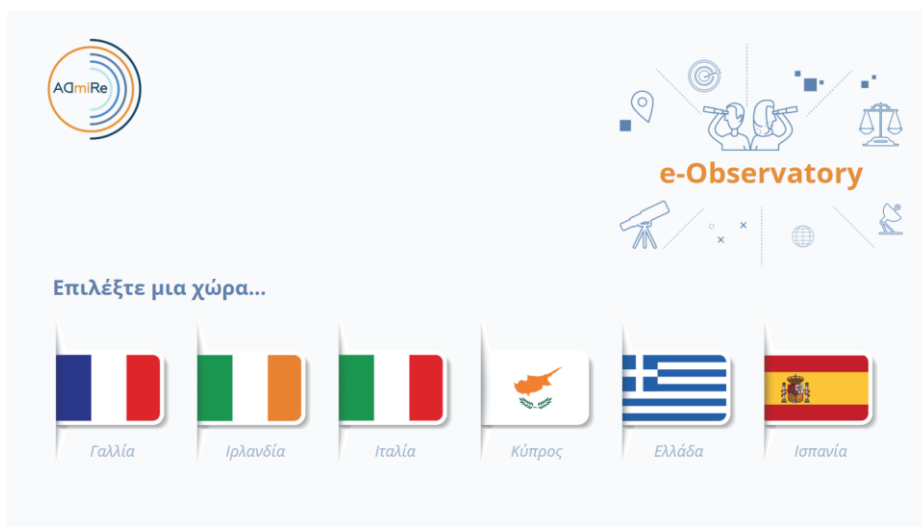 ADmiRe
e-Observatory
Επιλέξτε μια χώρα...
Γαλλία
Ιρλανδία
Ιταλία
Κύπρος
Ελλάδα
Ισπανία